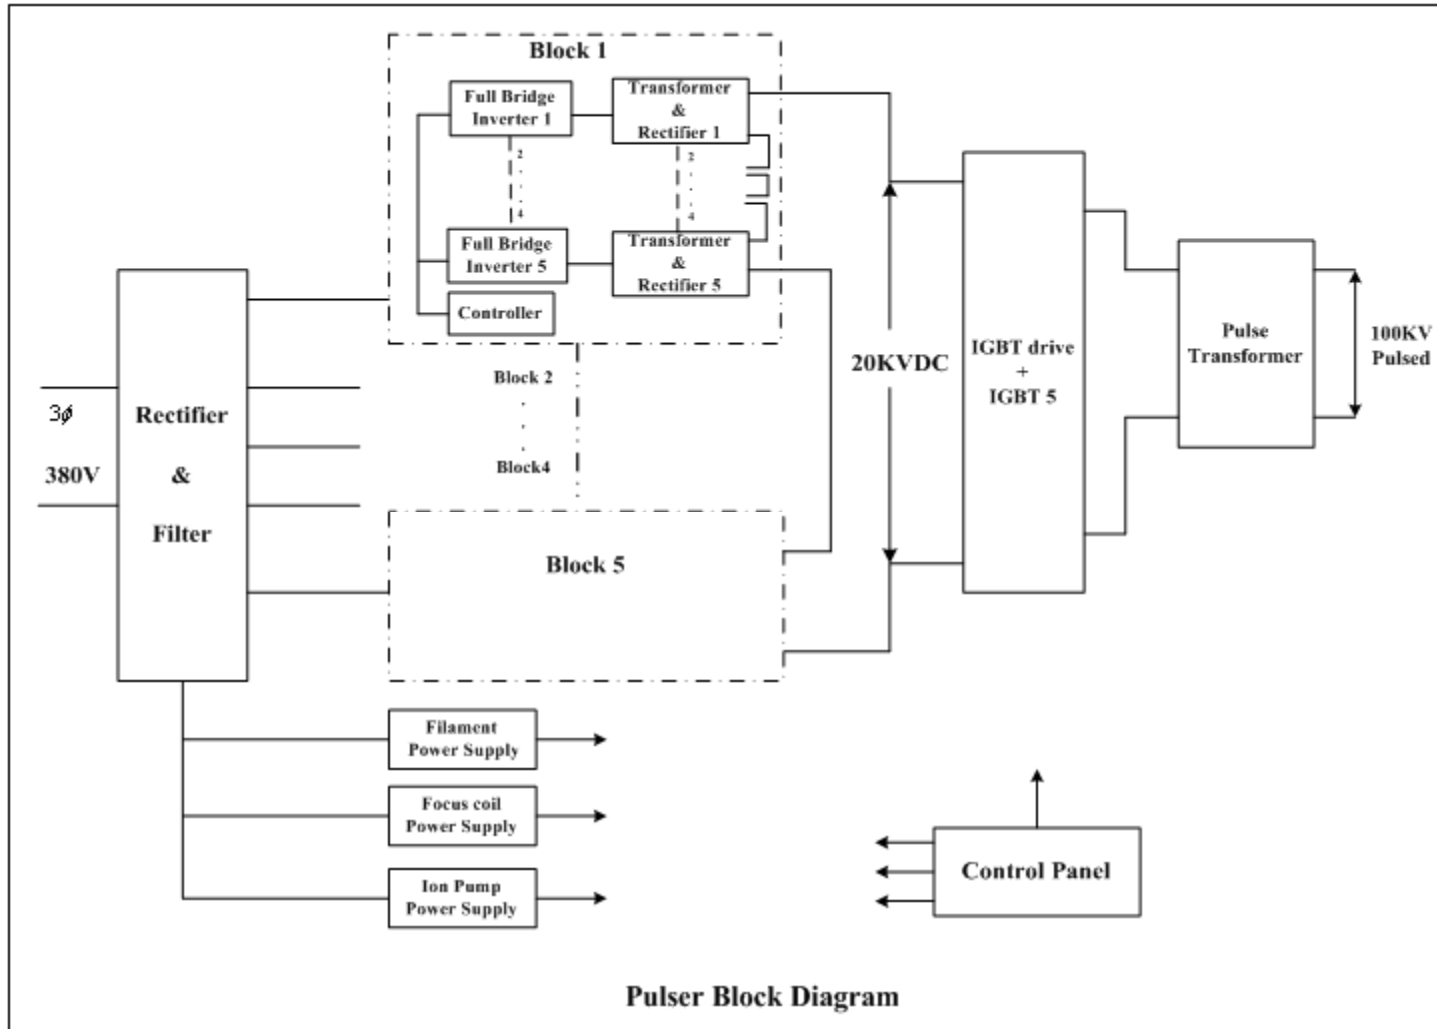 Block 1
Full Bridge
Inverter 1
Transformer
&
Rectifier 1
2
4
2
4
Full Bridge
Inverter 5
Transformer
&
Rectifier 5
Controller
Block 2
Block4
Block 5
3ϕ
380V
Rectifier
&
Filter
20KVDC
IGBT drive
+
IGBT 5
Pulse
Transformer
100KV
Pulsed
Filament
Power Supply
Focus coil
Power Supply
Ion Pump
Power Supply
Control Panel
Pulser Block Diagram